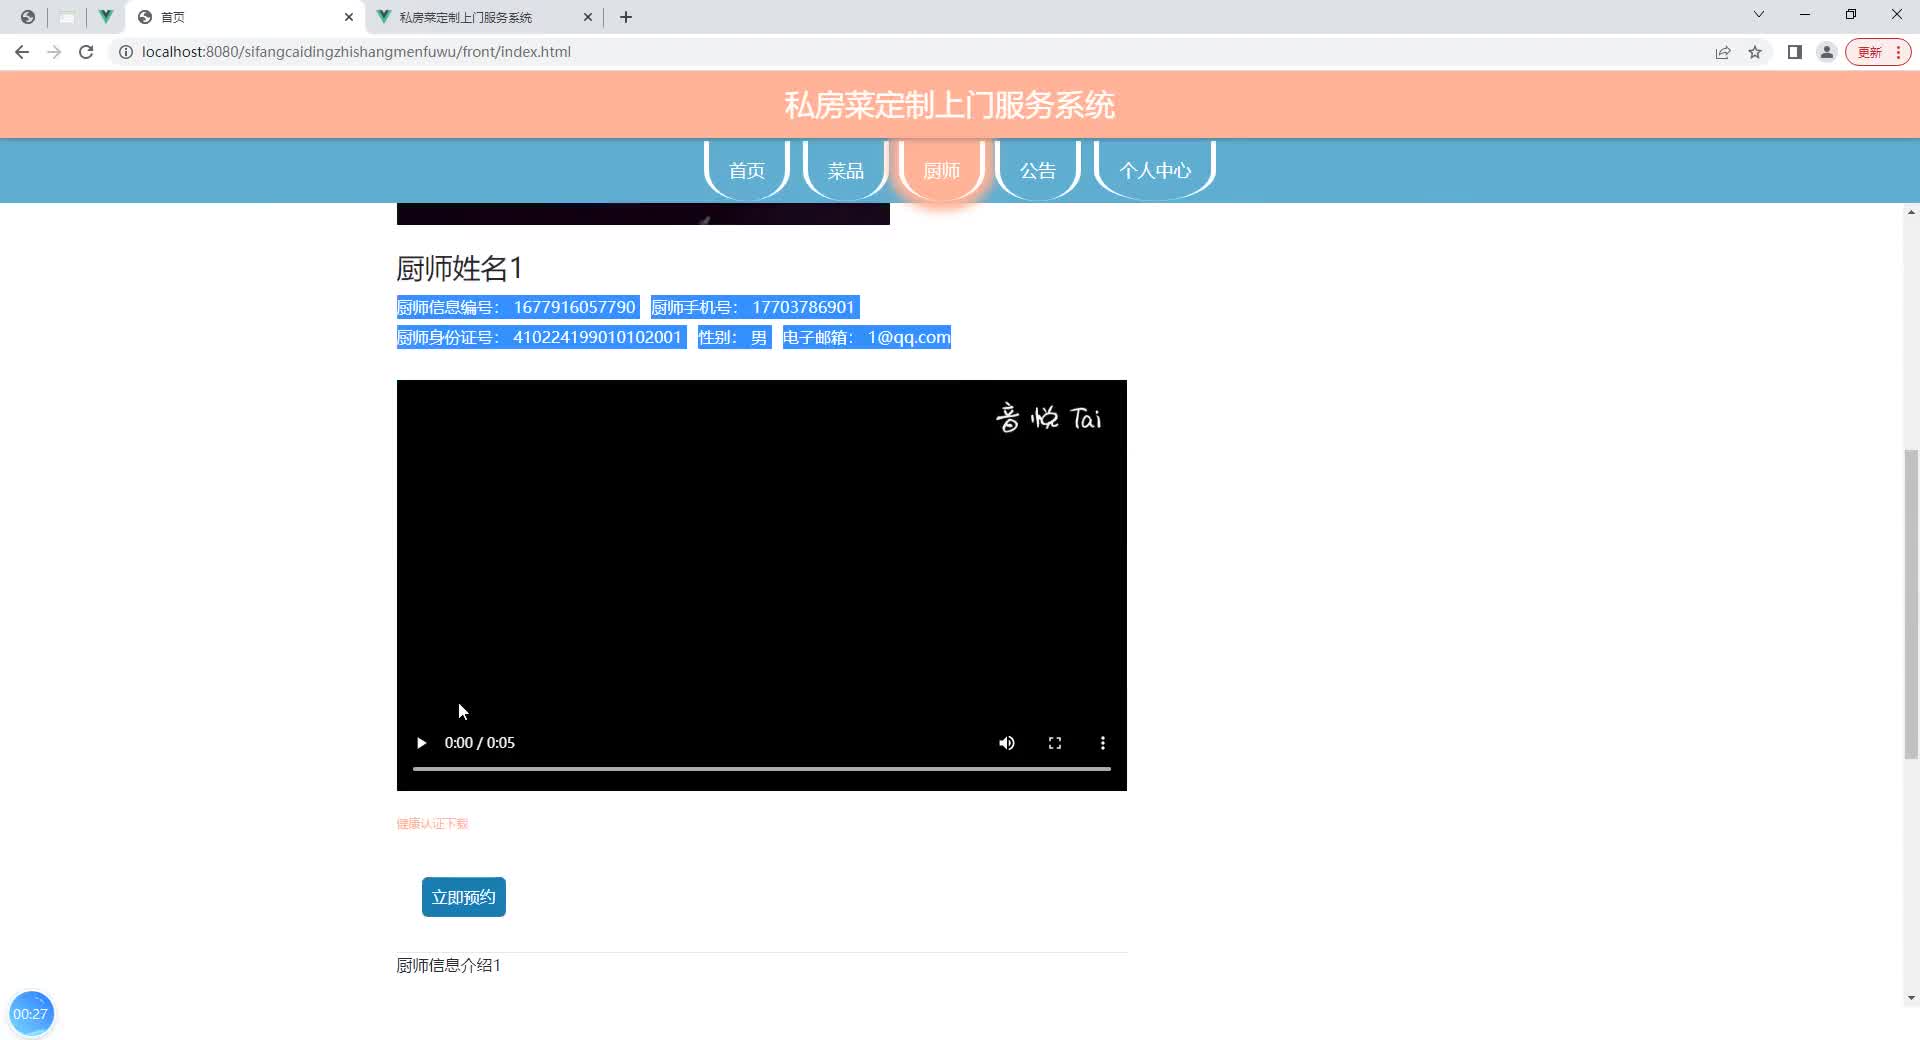 首页
私房菜定制上门服务系统
localhost:8080/sifangcaidingzhishangmenfuwu/front/index.html
更新
私房菜定制上门服务系统
首页 菜品 厨师 公告 个人中心
厨师姓名1
厨师信息编号： 1677916057790 厨师手机号： 17703786901
厨师身份证号： 410224199010102001 性别： 男 电子邮箱： 1@qq.com
音悦Tai
0:00 / 0:05
健康认证下载
立即预约
厨师信息介绍1
00:27